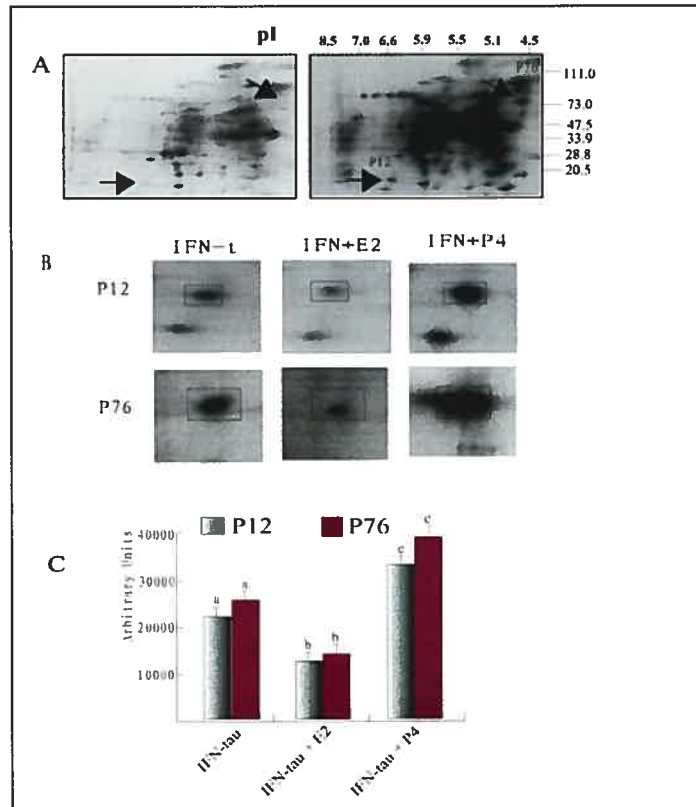 pI
8.5 7.0 6.6 5.9 5.5 5.1 4.5
A
P76
111.0
73.0
47.5
33.9
28.8
20.5
P12
IFN-t IFN+E2 IFN+P4
B
P12
P76
C
P12 P76
Arbitrary Units
40000
30000
20000
10000
a a b b c c
IFN-tau IFN-tau + E2 IFN-tau + P4